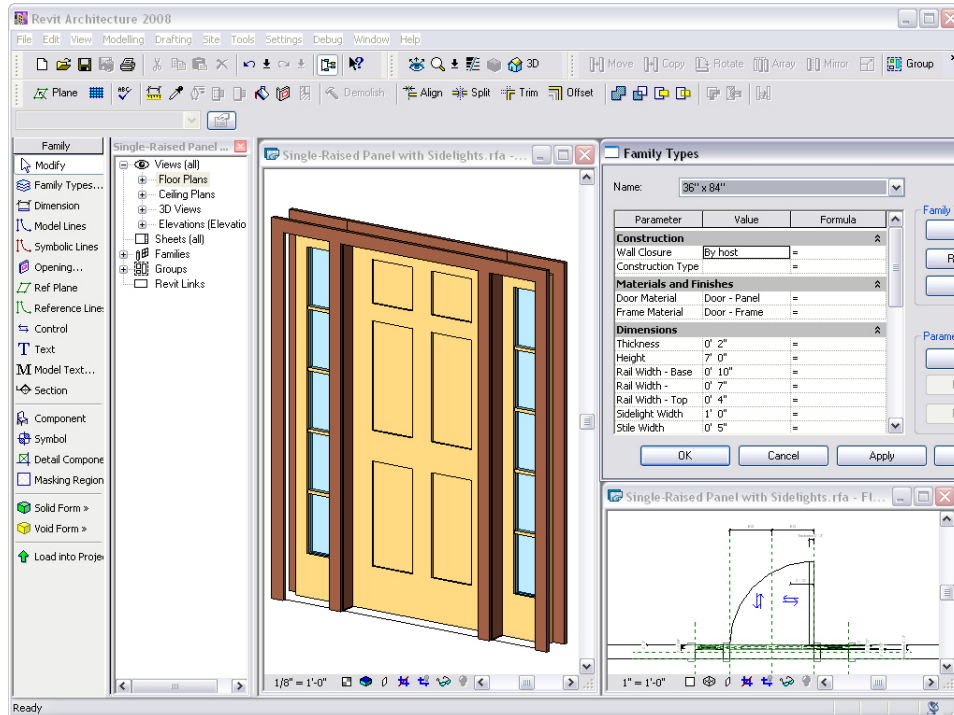 Revit Architecture 2008
File Edit View Modelling Drafting Site Tools Settings Debug Window Help
3D Move Copy Rotate Array Mirror Group
Plane Demolish Align Split Trim Offset
Family
Modify
Family Types...
Dimension
Model Lines
Symbolic Lines
Opening...
Ref Plane
Reference Line
Control
Text
Model Text...
Section
Component
Symbol
Detail Compone
Masking Region
Solid Form »
Void Form »
Load into Proje
Single-Raised Panel ...
Views (all)
Floor Plans
Ceiling Plans
3D Views
Elevations (Elevatio
Sheets (all)
Families
Groups
Revit Links
Single-Raised Panel with Sidelights.rfa - ...
1/8" = 1'-0"
Family Types
Name: 36" x 84"
Parameter Value Formula
Construction
Wall Closure By host =
Construction Type =
Materials and Finishes
Door Material Door - Panel =
Frame Material Door - Frame =
Dimensions
Thickness 0' 2" =
Height 7' 0" =
Rail Width - Base 0' 10" =
Rail Width - 0' 7" =
Rail Width - Top 0' 4" =
Sidelight Width 1' 0" =
Stile Width 0' 5" =
Family
R
Parame
OK Cancel Apply
Single-Raised Panel with Sidelights.rfa - Fl...
1" = 1'-0"
Ready